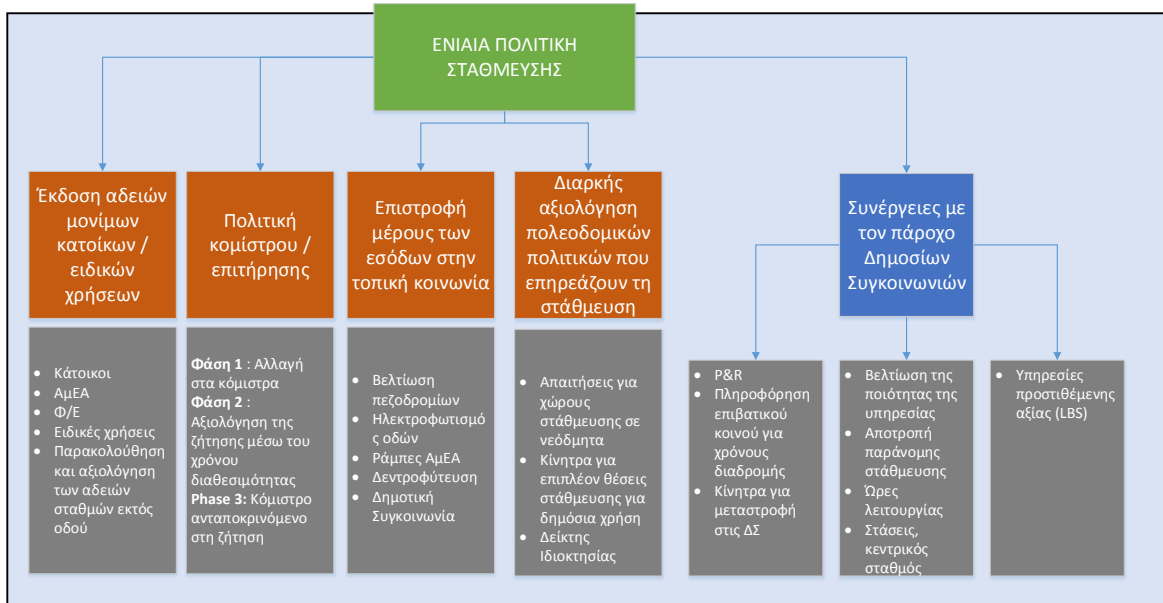 ΕΝΙΑΙΑ ΠΟΛΙΤΙΚΗ
ΣΤΑΘΜΕΥΣΗΣ
Έκδοση αδειών
μονίμων
κατοίκων /
ειδικών
χρήσεων
Πολιτική
κομίστρου /
επιτήρησης
Επιστροφή
μέρους των
εσόδων στην
τοπική κοινωνία
Διαρκής
αξιολόγηση
πολεοδομικών
πολιτικών που
επηρεάζουν τη
στάθμευση
Συνέργειες με
τον πάροχο
Δημοσίων
Συγκοινωνιών
• Κάτοικοι
• ΑμΕΑ
• Φ/Ε
• Ειδικές χρήσεις
• Παρακολούθηση
και αξιολόγηση
των αδειών
σταθμών εκτός
οδού
Φάση 1 : Αλλαγή
στα κόμιστρα
Φάση 2 :
Αξιολόγηση της
ζήτησης μέσω του
χρόνου
διαθεσιμότητας
Phase 3: Κόμιστρο
ανταποκρινόμενο
στη ζήτηση
• Βελτίωση
πεζοδρομίων
• Ηλεκτροφωτισμό
ς οδών
• Ράμπες ΑμΕΑ
• Δεντροφύτευση
• Δημοτική
Συγκοινωνία
• Απαιτήσεις για
χώρους
στάθμευσης σε
νεόδμητα
• Κίνητρα για
επιπλέον θέσεις
στάθμευσης για
δημόσια χρήση
• Δείκτης
Ιδιοκτησίας
• P&R
• Πληροφόρηση
επιβατικού
κοινού για
χρόνους
διαδρομής
• Κίνητρα για
μεταστροφή
στις ΔΣ
• Βελτίωση της
ποιότητας της
υπηρεσίας
• Αποτροπή
παράνομης
στάθμευσης
• Ώρες
λειτουργίας
• Στάσεις,
κεντρικός
σταθμός
• Υπηρεσίες
προστιθέμενης
αξίας (LBS)